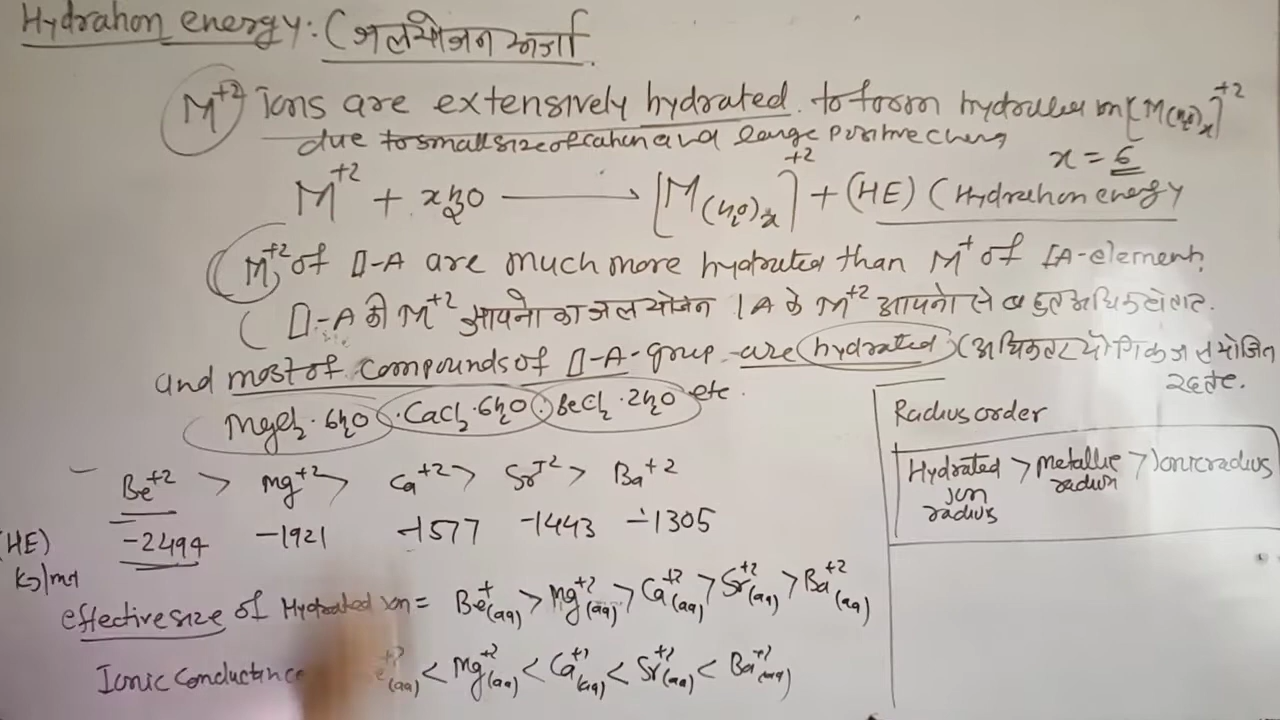 Hydration energy: (जलयोजन ऊर्जा
M+2 ions are extensively hydrated. to form hydrated ion [M(H2O)x]+2
due to small size of cation and large positive charg
x = 6
M+2 + xH2O → [M(H2O)x]+2 + (HE) (Hydration energy
M+2 of II-A are much more hydrated than M+ of IA-element.
(II-A के M+2 आयनो का जलयोजन IA के M+2 आयनो से बहुत अधिक होता है.
and most of compounds of II-A-group are hydrated (अधिकतर यौगिक जलयोजित
रहते.
MgCl2·6H2O, CaCl2·6H2O, BeCl2·2H2O etc.
Be+2 > Mg+2 > Ca+2 > Sr+2 > Ba+2
(HE) -2494 -1921 -1577 -1443 -1305
KJ/mol
effective size of Hydrated ion = Be+(aq) > Mg+2(aq) > Ca+2(aq) > Sr+2(aq) > Ba+2(aq)
Ionic Conductance +2(aq) < Mg+2(aq) < Ca+2(aq) < Sr+2(aq) < Ba+2(aq)
Radius order
Hydrated ion radius > Metallic radius > Ionic radius